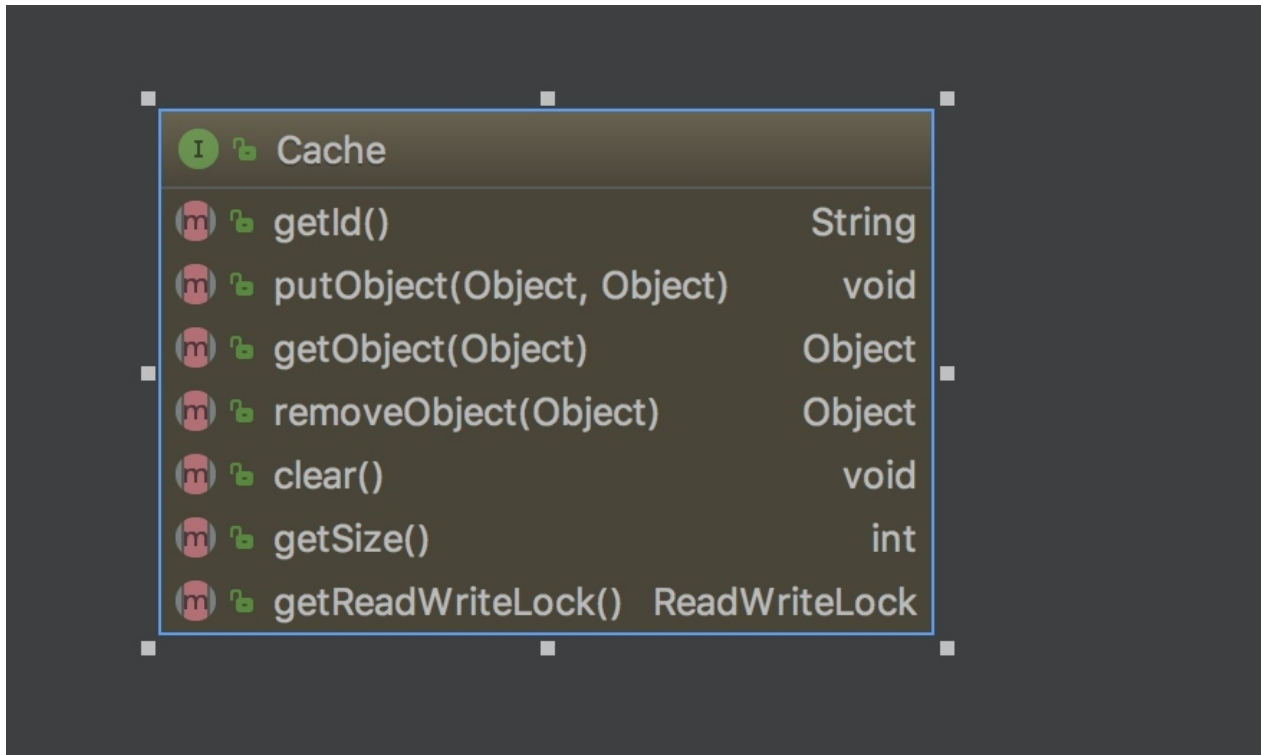 I Cache
m getId() String
m putObject(Object, Object) void
m getObject(Object) Object
m removeObject(Object) Object
m clear() void
m getSize() int
m getReadWriteLock() ReadWriteLock